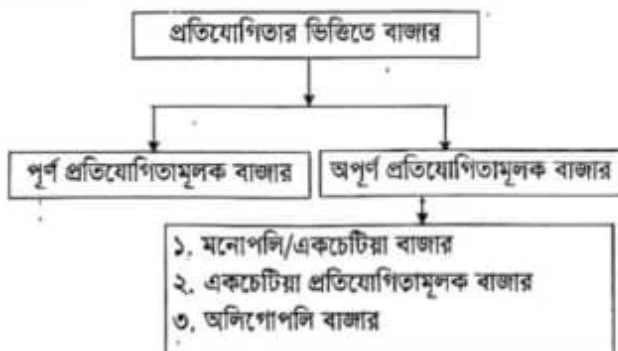 প্রতিযোগিতার ভিত্তিতে বাজার
পূর্ণ প্রতিযোগিতামূলক বাজার
অপূর্ণ প্রতিযোগিতামূলক বাজার
১. মনোপলি/একচেটিয়া বাজার
২. একচেটিয়া প্রতিযোগিতামূলক বাজার
৩. অলিগোপলি বাজার